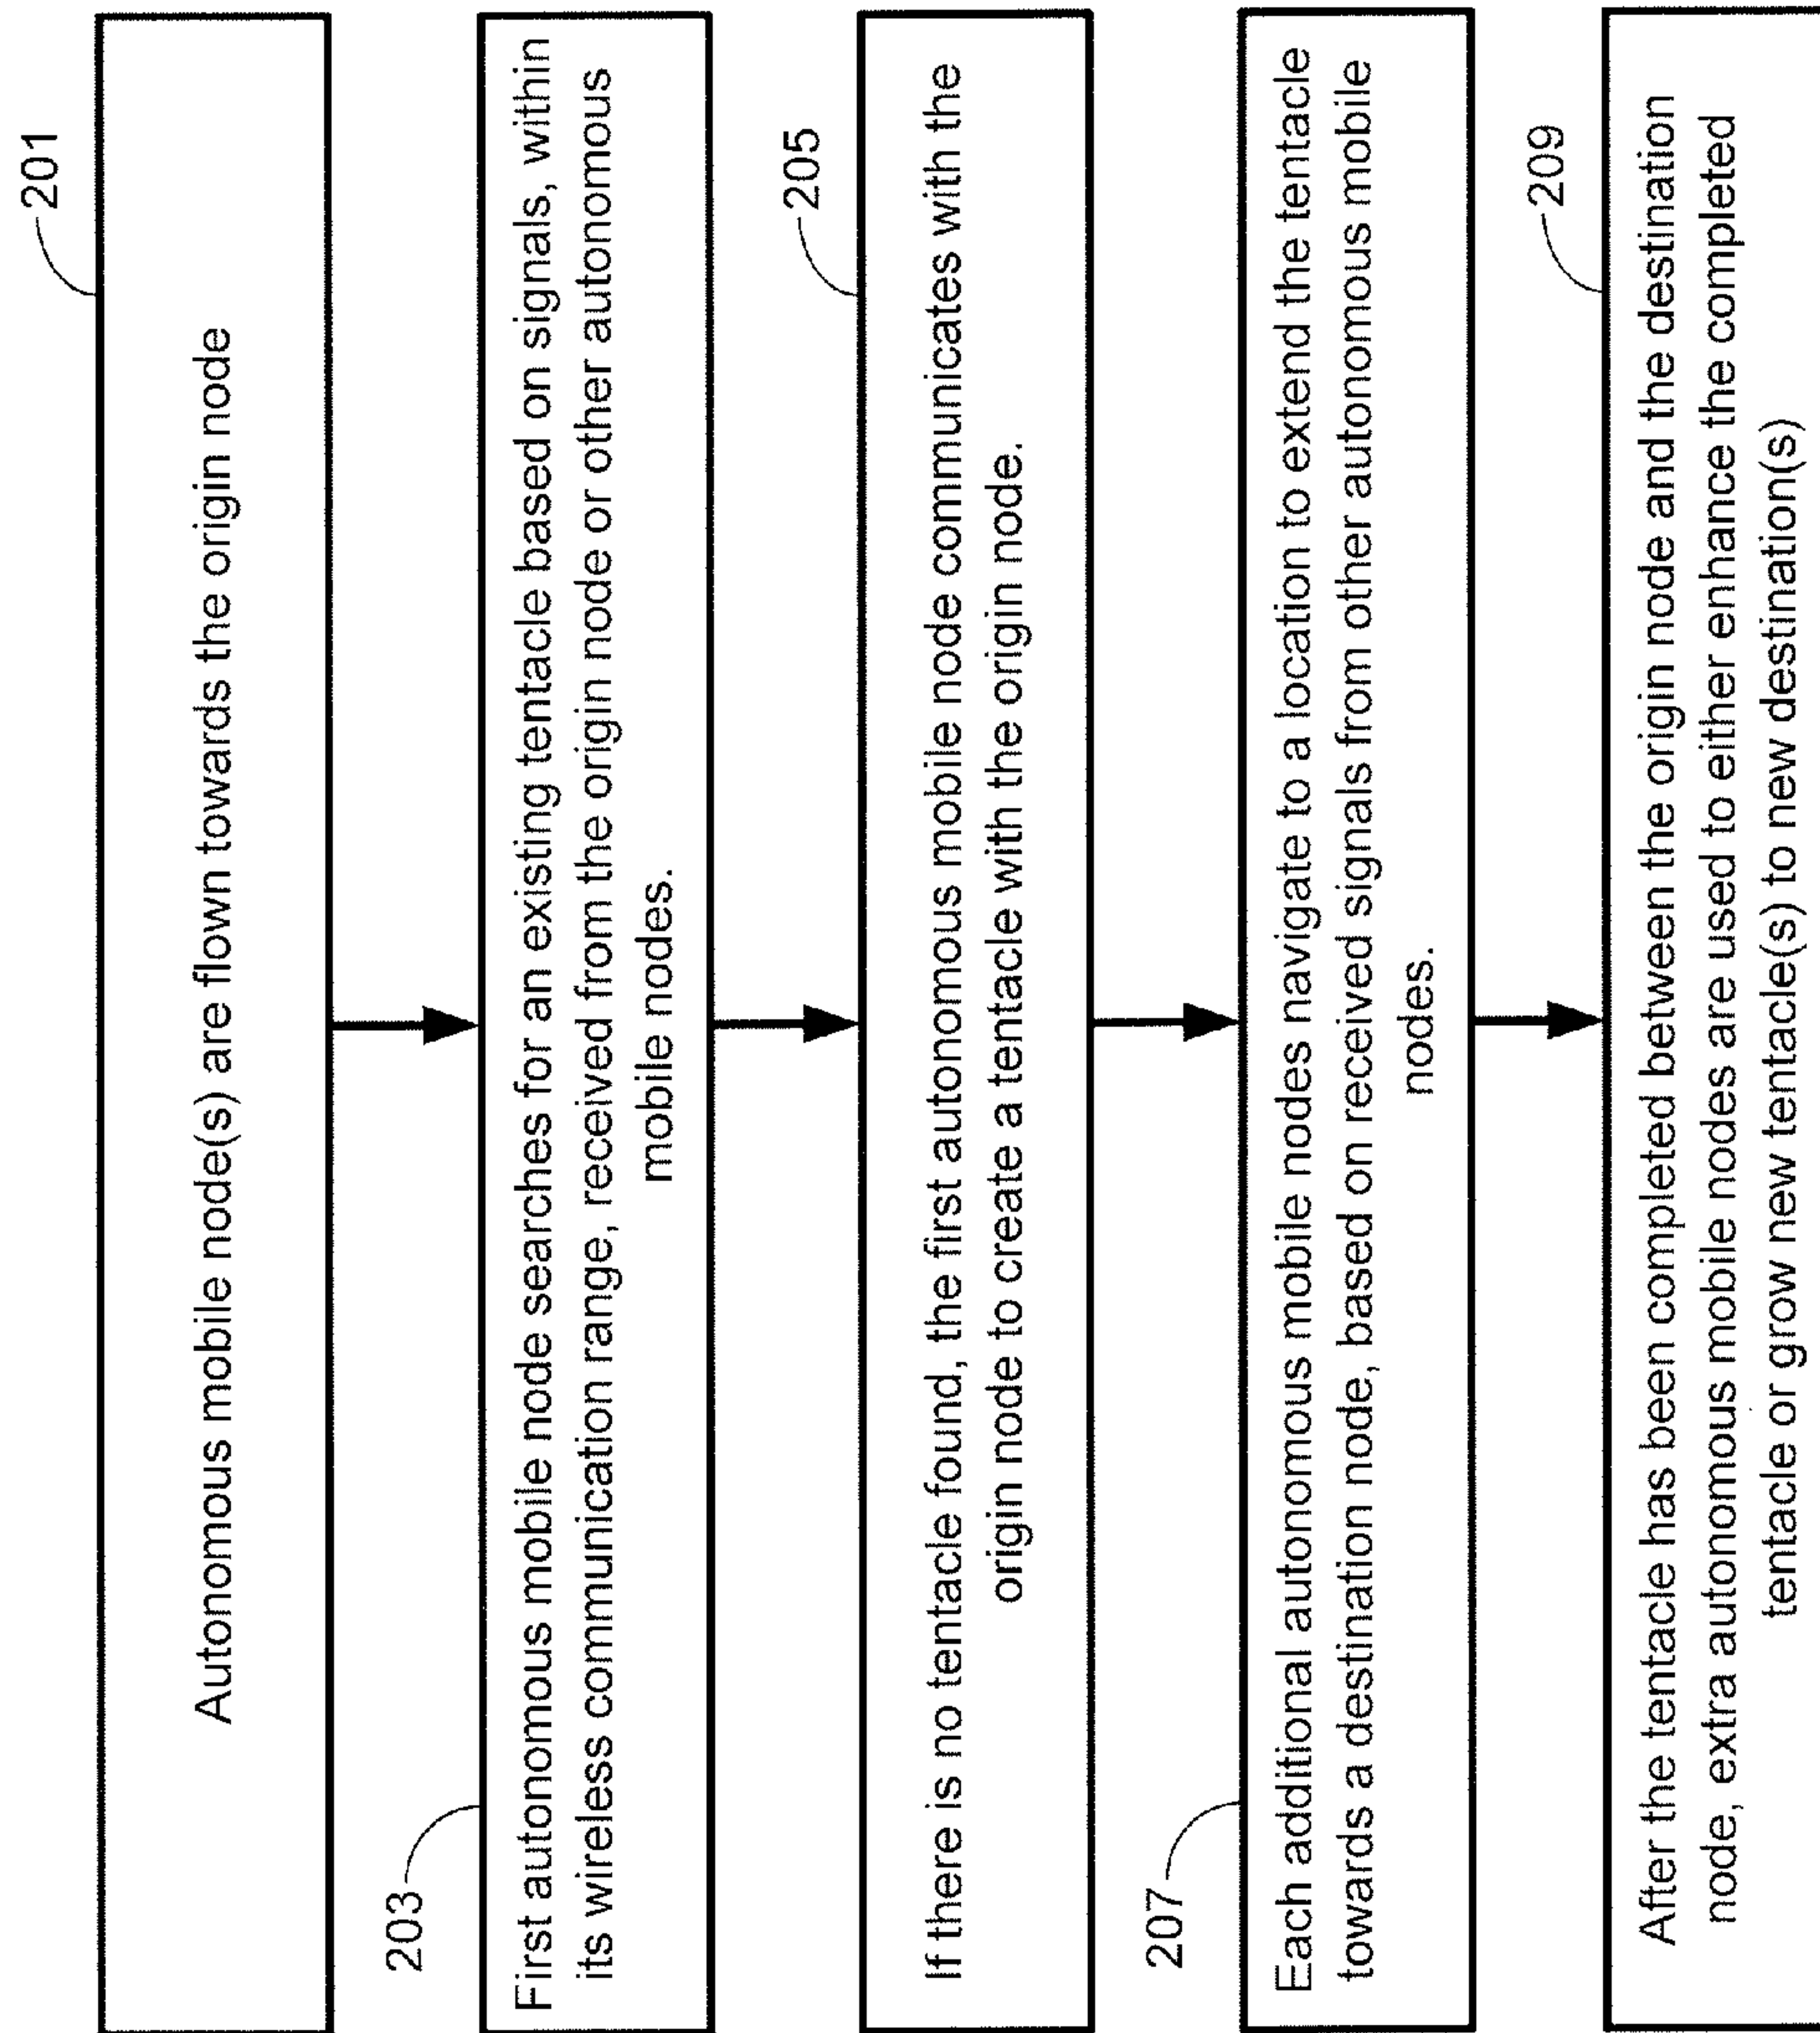 201
Autonomous mobile node(s) are flown towards the origin node
203
First autonomous mobile node searches for an existing tentacle based on signals, within
its wireless communication range, received from the origin node or other autonomous
mobile nodes.
205
If there is no tentacle found, the first autonomous mobile node communicates with the
origin node to create a tentacle with the origin node.
207
Each additional autonomous mobile nodes navigate to a location to extend the tentacle
towards a destination node, based on received signals from other autonomous mobile
nodes.
209
After the tentacle has been completed between the origin node and the destination
node, extra autonomous mobile nodes are used to either enhance the completed
tentacle or grow new tentacle(s) to new destination(s)